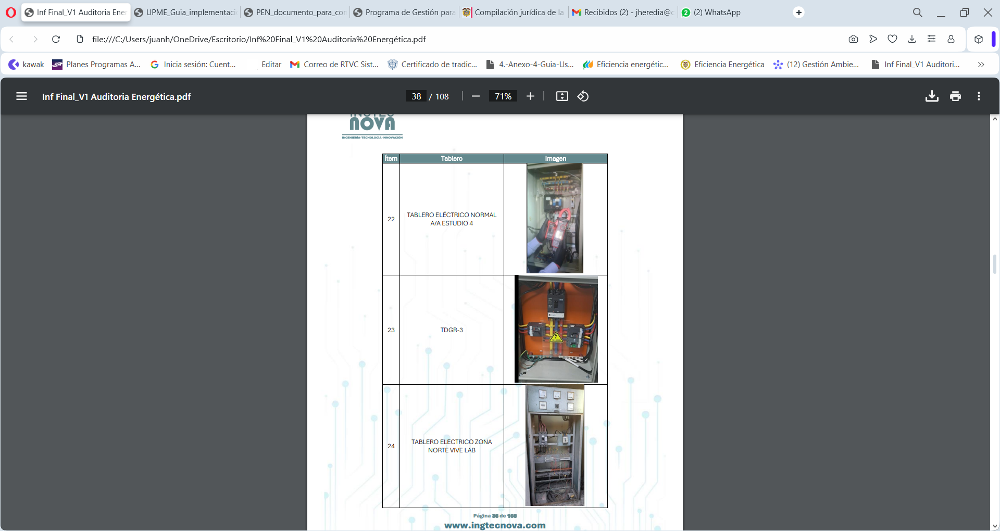 Inf Final_V1 Auditoria Ener
UPME_Guia_implementaci
PEN_documento_para_con
Programa de Gestión para
Compilación jurídica de la
Recibidos (2) - jheredia@c
(2) WhatsApp
file:///C:/Users/juanh/OneDrive/Escritorio/Inf%20Final_V1%20Auditoria%20Energética.pdf
kawak
Planes Programas A...
Inicia sesión: Cuent...
Editar
Correo de RTVC Sist...
Certificado de tradic...
4.-Anexo-4-Guia-Us...
Eficiencia energétic...
Eficiencia Energética
(12) Gestión Ambie...
Inf Final_V1 Auditori...
Inf Final_V1 Auditoria Energética.pdf
38 / 108
71%
INGTEC
NOVA
INGENIERÍA-TECNOLOGÍA-INNOVACIÓN
Ítem Tablero Imagen
22
TABLERO ELÉCTRICO NORMAL
A/A ESTUDIO 4
23 TDGR-3
24
TABLERO ELECTRICO ZONA
NORTE VIVE LAB
Página 38 de 108
www.ingtecnova.com